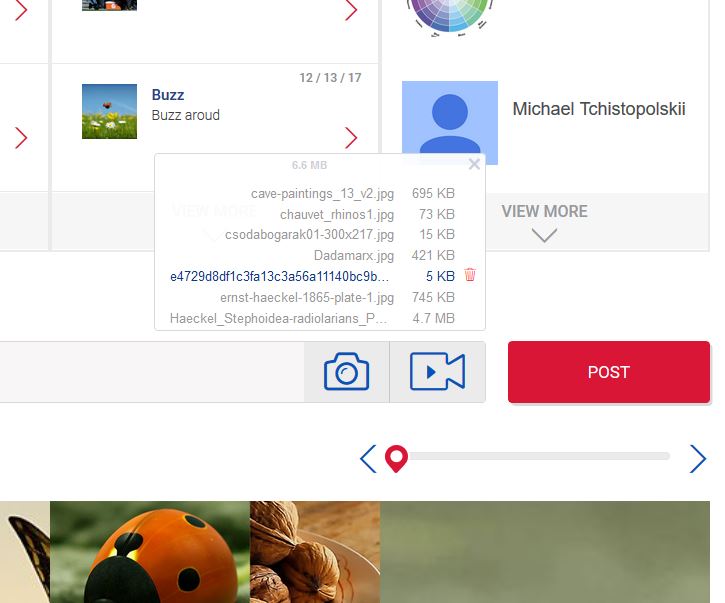 12 / 13 / 17
Buzz
Buzz aroud
Michael Tchistopolskii
6.6 MB
cave-paintings_13_v2.jpg 695 KB
VIEW MORE
chauvet_rhinos1.jpg 73 KB
VIEW MORE
csodabogarak01-300x217.jpg 15 KB
Dadamarx.jpg 421 KB
e4729d8df1c3fa13c3a56a11140bc9b... 5 KB
ernst-haeckel-1865-plate-1.jpg 745 KB
Haeckel_Stephoidea-radiolarians_P... 4.7 MB
POST